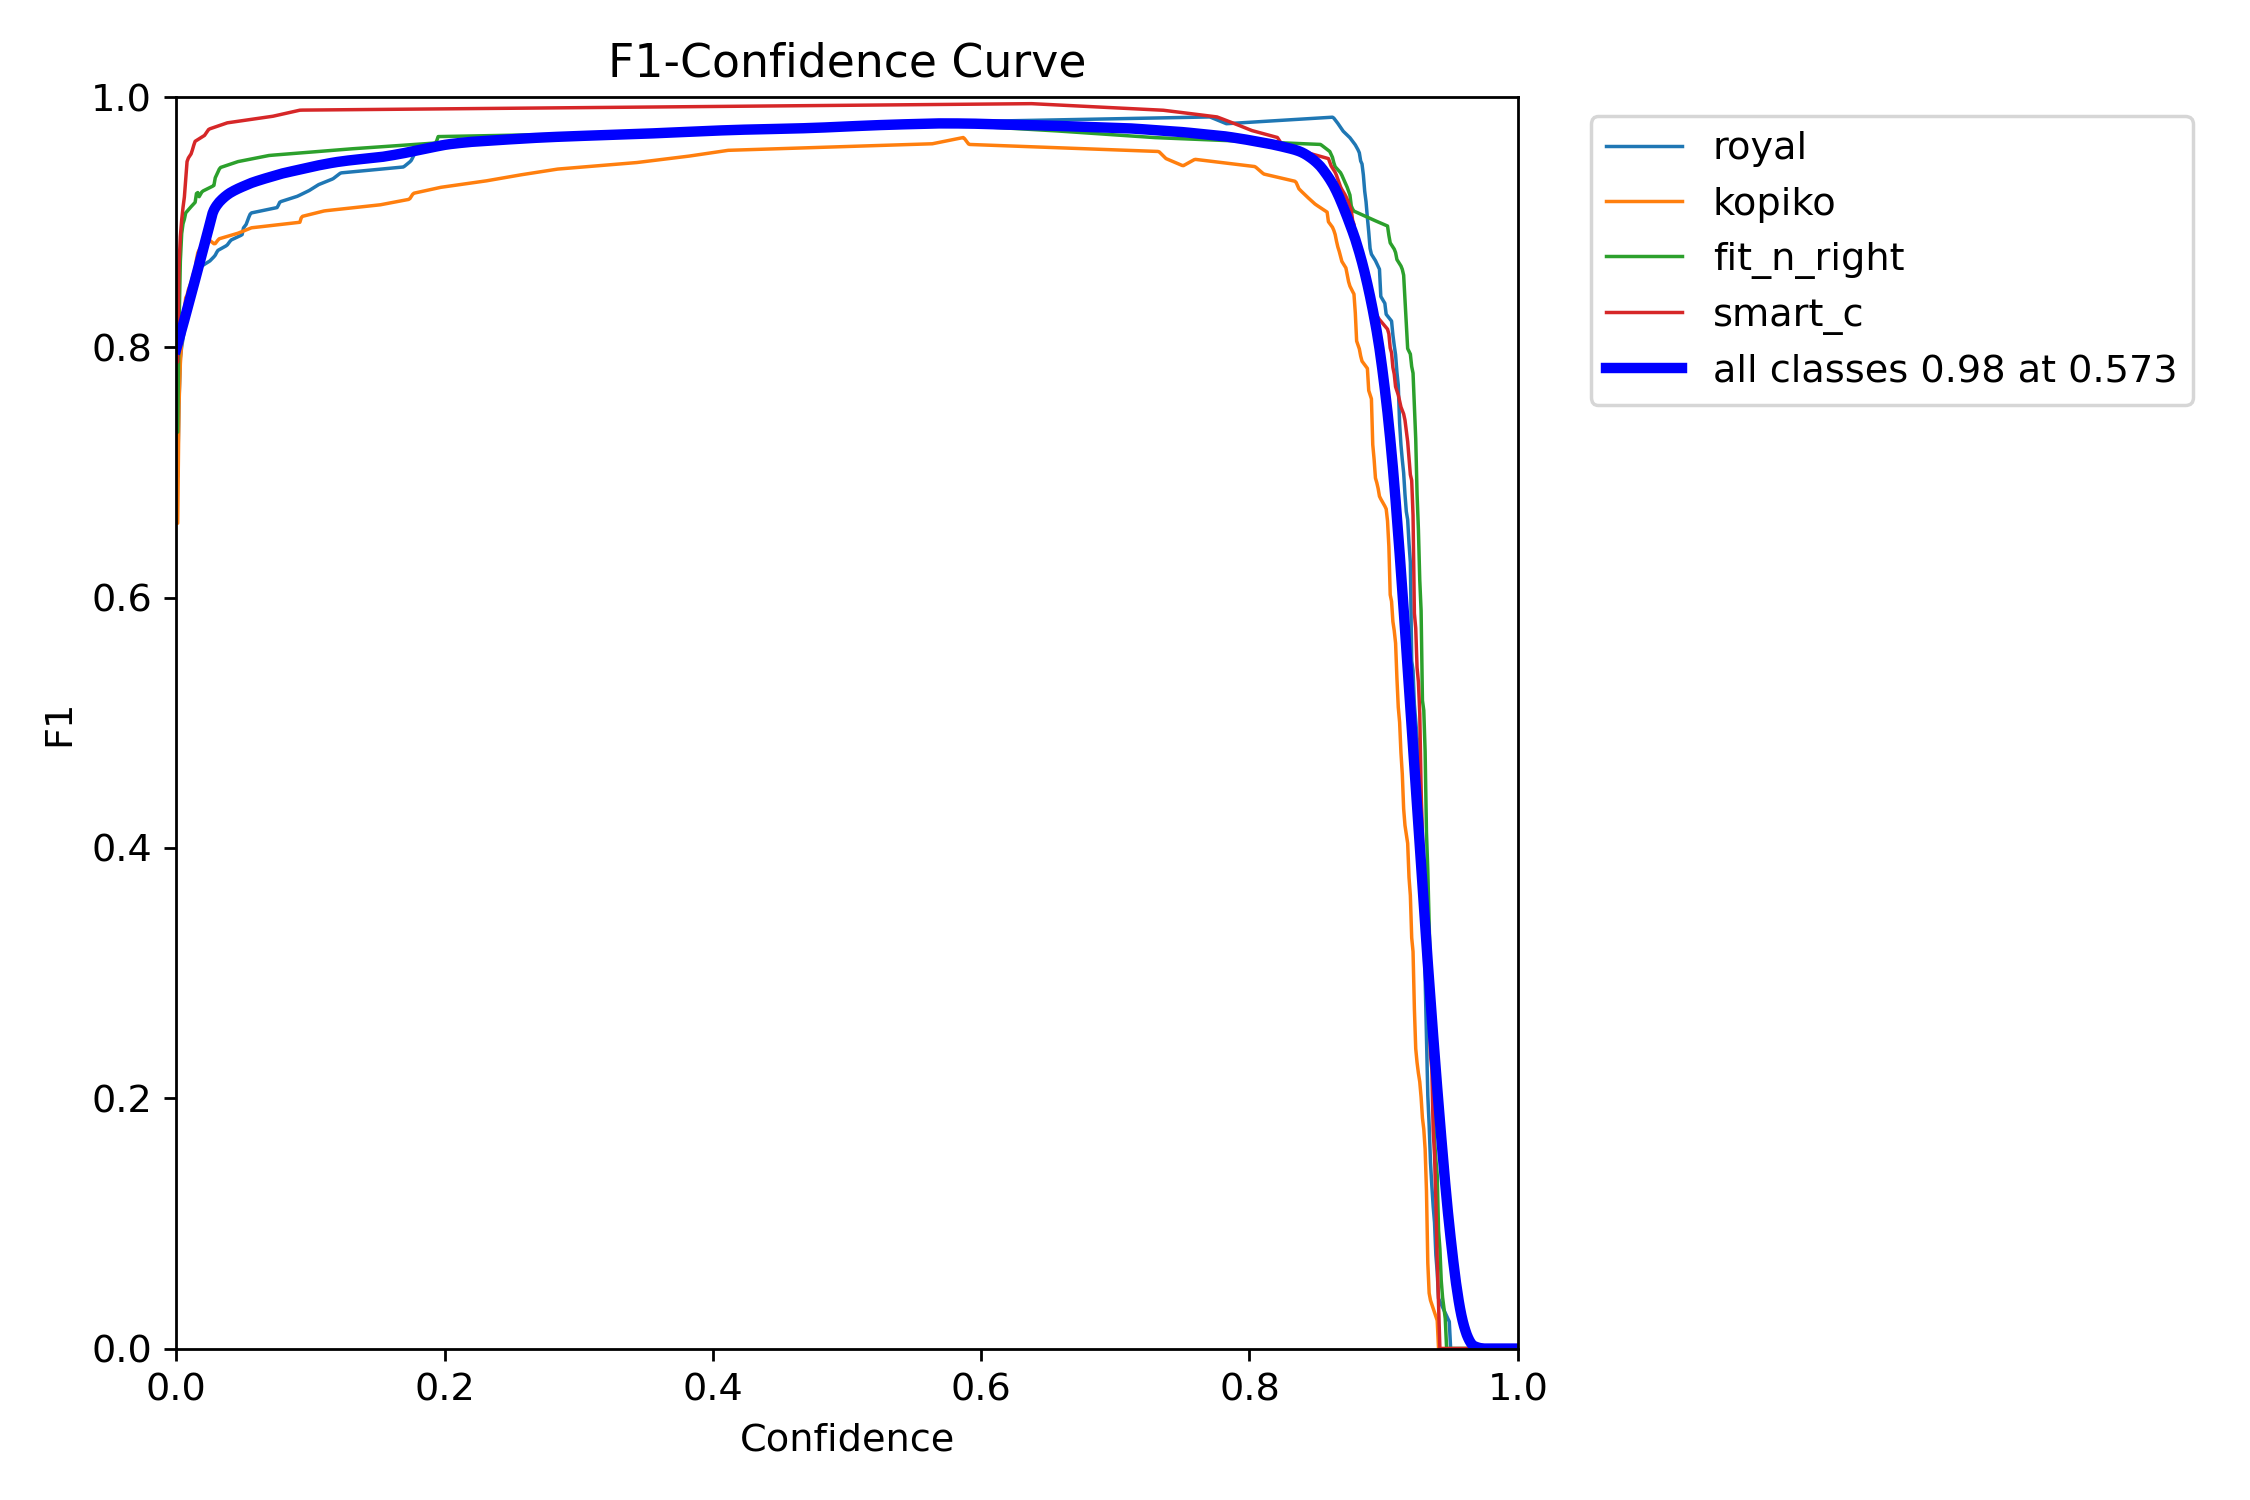 F1-Confidence Curve
1.0
0.8
0.6
0.4
0.2
0.0
F1
0.0 0.2 0.4 0.6 0.8 1.0
Confidence
royal
kopiko
fit_n_right
smart_c
all classes 0.98 at 0.573